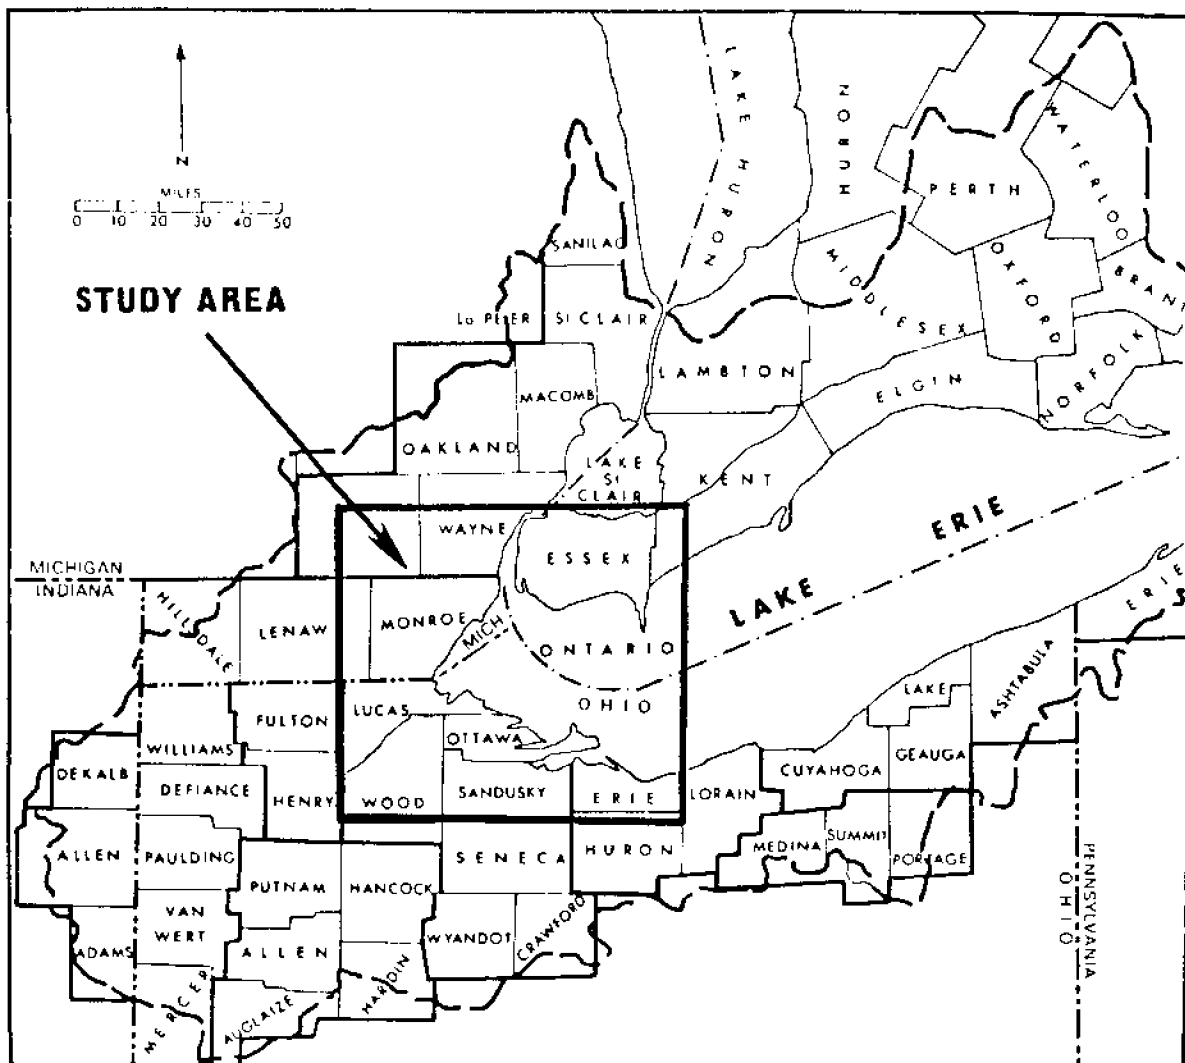 LAKE HURON
HURON
WATERLOO
PERTH
N
MILES
0 10 20 30 40 50
SANILAC
OXFORD
BRANT
MIDDLESEX
STUDY AREA
La PEER
ST CLAIR
LAMBTON
ELGIN
NORFOLK
MACOMB
OAKLAND
LAKE
ST
CLAIR
KENT
WAYNE
ERIE
ESSEX
MICHIGAN
INDIANA
LAKE
ERIE
HILLSDALE
LENAW
MONROE
MICH
ONTARIO
OHIO
LAKE
ASHTABULA
FULTON
LUCAS
OTTAWA
WILLIAMS
GEAUGA
DEKALB
CUYAHOGA
DEFIANCE
HENRY
WOOD
SANDUSKY
ERIE
LORAIN
SUMMIT
MEDINA
PORTAGE
ALLEN
PAULDING
SENECA
HURON
PUTNAM
HANCOCK
PENNSYLVANIA
OHIO
VAN
WERT
WYANDOT
CRAWFORD
ADAMS
ALLEN
MERCER
AUGLAIZE
HARDIN